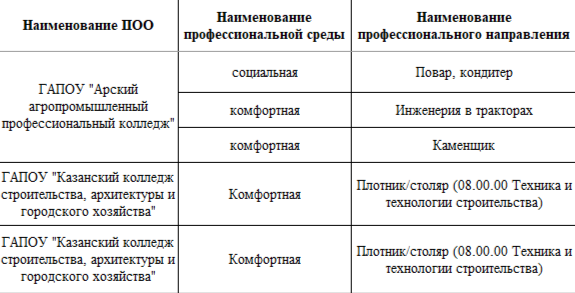 Наименование ПОО
Наименование
профессиональной среды
Наименование
профессионального направления
ГАПОУ "Арский
агропромышленный
профессиональный колледж"
социальная
Повар, кондитер
комфортная
Инженерия в тракторах
комфортная
Каменщик
ГАПОУ "Казанский колледж
строительства, архитектуры и
городского хозяйства"
Комфортная
Плотник/столяр (08.00.00 Техника и
технологии строительства)
ГАПОУ "Казанский колледж
строительства, архитектуры и
городского хозяйства"
Комфортная
Плотник/столяр (08.00.00 Техника и
технологии строительства)